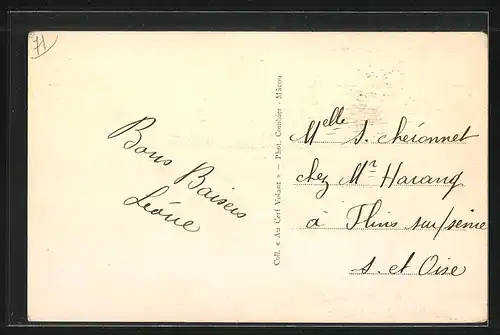 71
Bons Baisers
Léone
Coll. « Au Cerf Volant » — Phot. Combier - Mâcon
Melle S. Chéronnet
chez Mr Harang
à Flins sur/seine
S. et Oise